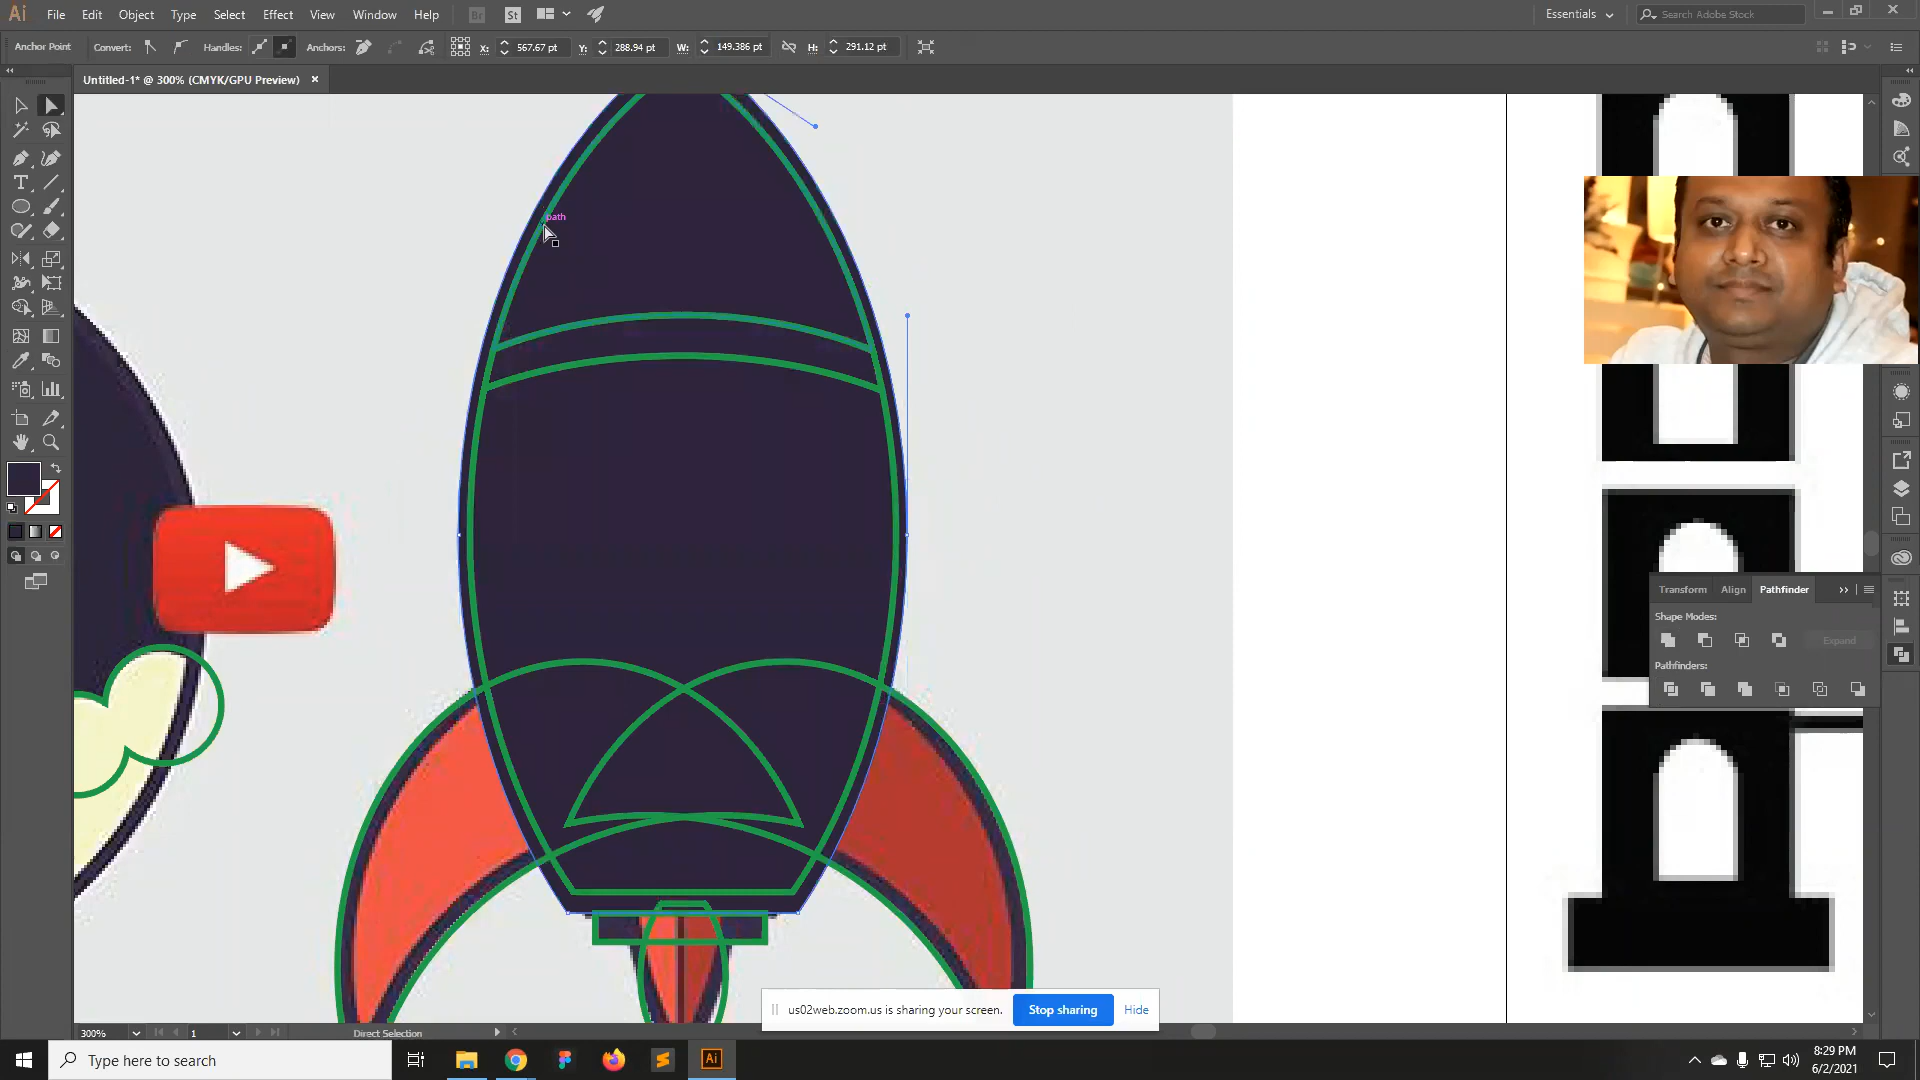 Ai File Edit Object Type Select Effect View Window Help Br St Essentials Search Adobe Stock
Anchor Point Convert: Handles: Anchors: X: 567.67 pt Y: 288.94 pt W: 149.386 pt H: 291.12 pt
Untitled-1* @ 300% (CMYK/GPU Preview) ×
path
Transform Align Pathfinder
Shape Modes:
Expand
Pathfinders:
us02web.zoom.us is sharing your screen. Stop sharing Hide
300% 1 Direct Selection
Type here to search
Ai
8:29 PM
6/2/2021